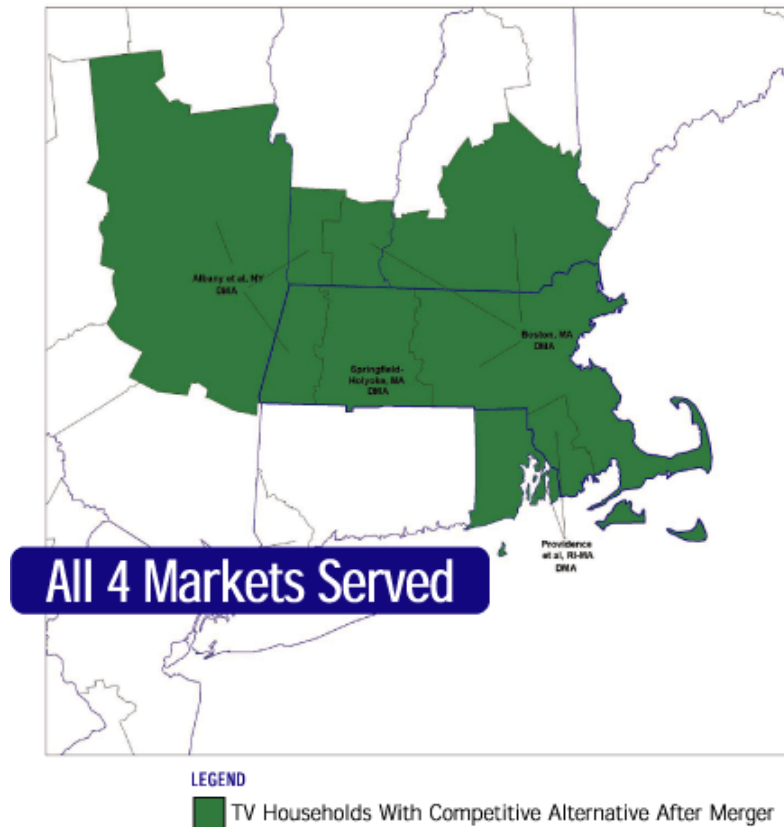 Albany et al, NY
DMA
Boston, MA
DMA
Springfield-
Holyoke, MA
DMA
Providence
et al, RI-MA
DMA
All 4 Markets Served
LEGEND
TV Households With Competitive Alternative After Merger